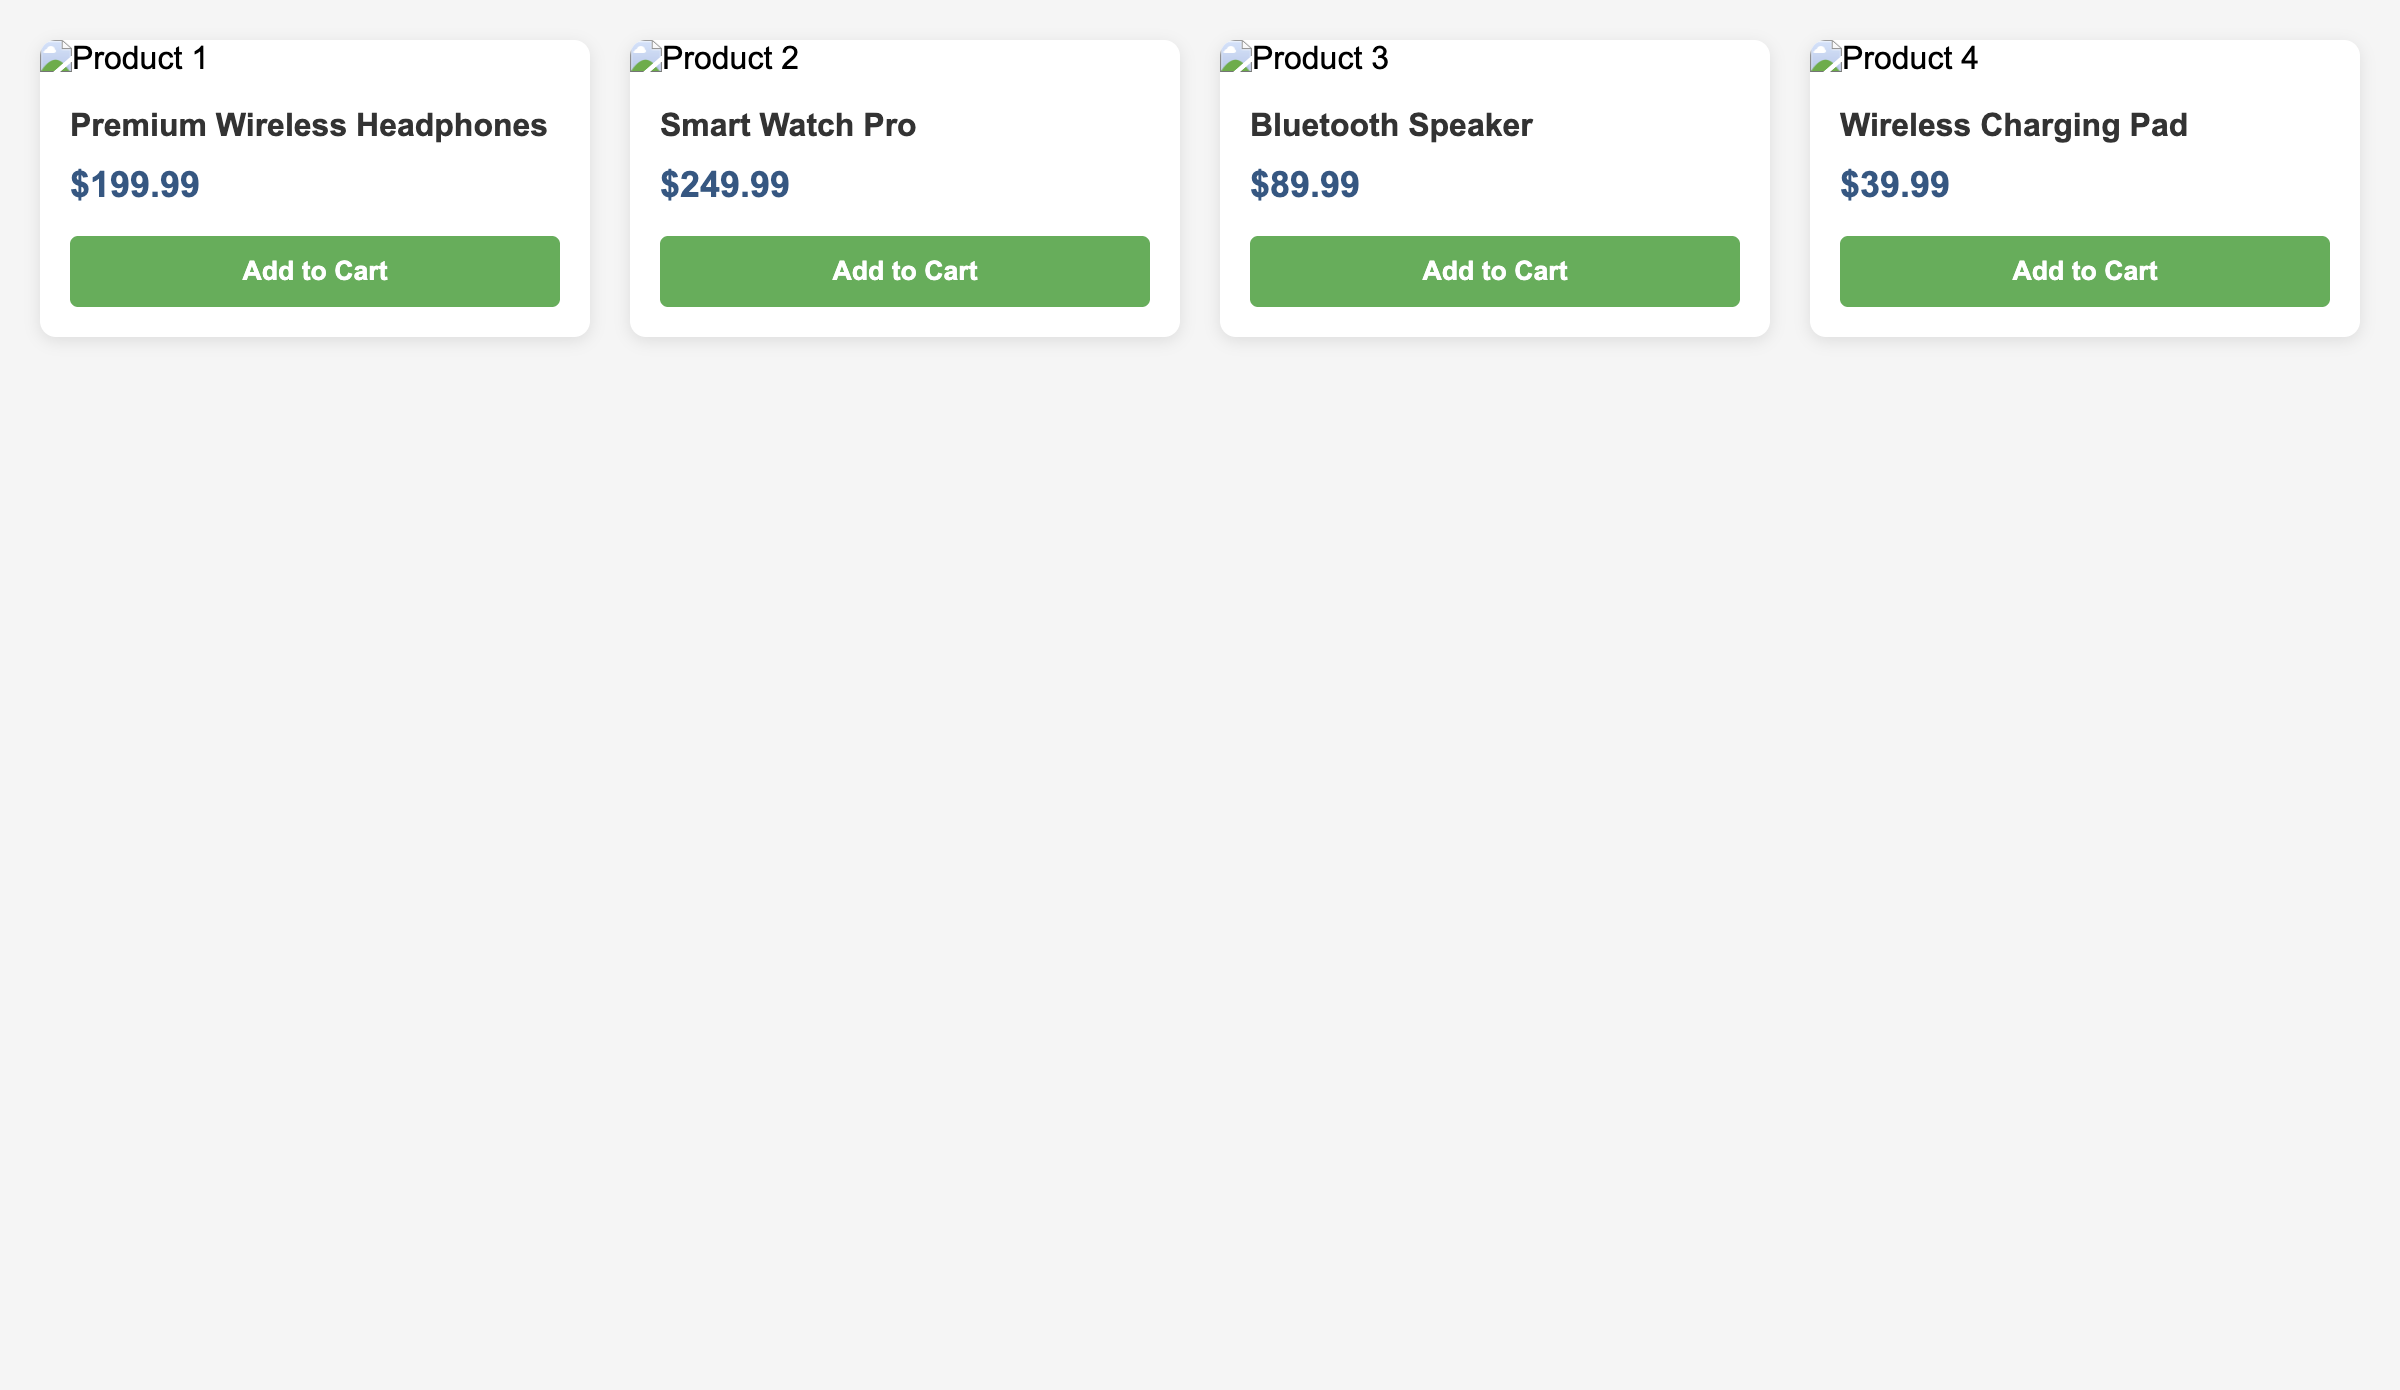 Product 1
Premium Wireless Headphones
$199.99
Add to Cart
Product 2
Smart Watch Pro
$249.99
Add to Cart
Product 3
Bluetooth Speaker
$89.99
Add to Cart
Product 4
Wireless Charging Pad
$39.99
Add to Cart